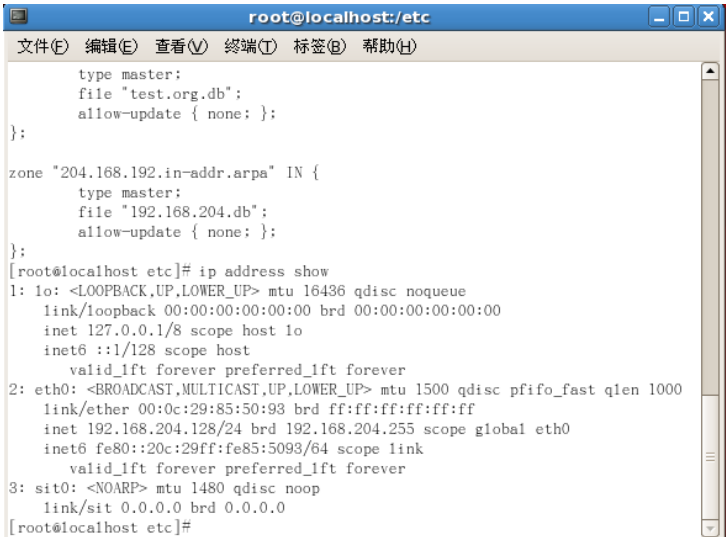 root@localhost:/etc
文件(F) 编辑(E) 查看(V) 终端(T) 标签(B) 帮助(H)
type master;
file "test.org.db";
allow-update { none; };
};
zone "204.168.192.in-addr.arpa" IN {
type master;
file "192.168.204.db";
allow-update { none; };
};
[root@localhost etc]# ip address show
1: lo: <LOOPBACK,UP,LOWER_UP> mtu 16436 qdisc noqueue
link/loopback 00:00:00:00:00:00 brd 00:00:00:00:00:00
inet 127.0.0.1/8 scope host lo
inet6 ::1/128 scope host
valid_lft forever preferred_lft forever
2: eth0: <BROADCAST,MULTICAST,UP,LOWER_UP> mtu 1500 qdisc pfifo_fast qlen 1000
link/ether 00:0c:29:85:50:93 brd ff:ff:ff:ff:ff:ff
inet 192.168.204.128/24 brd 192.168.204.255 scope global eth0
inet6 fe80::20c:29ff:fe85:5093/64 scope link
valid_lft forever preferred_lft forever
3: sit0: <NOARP> mtu 1480 qdisc noop
link/sit 0.0.0.0 brd 0.0.0.0
[root@localhost etc]#